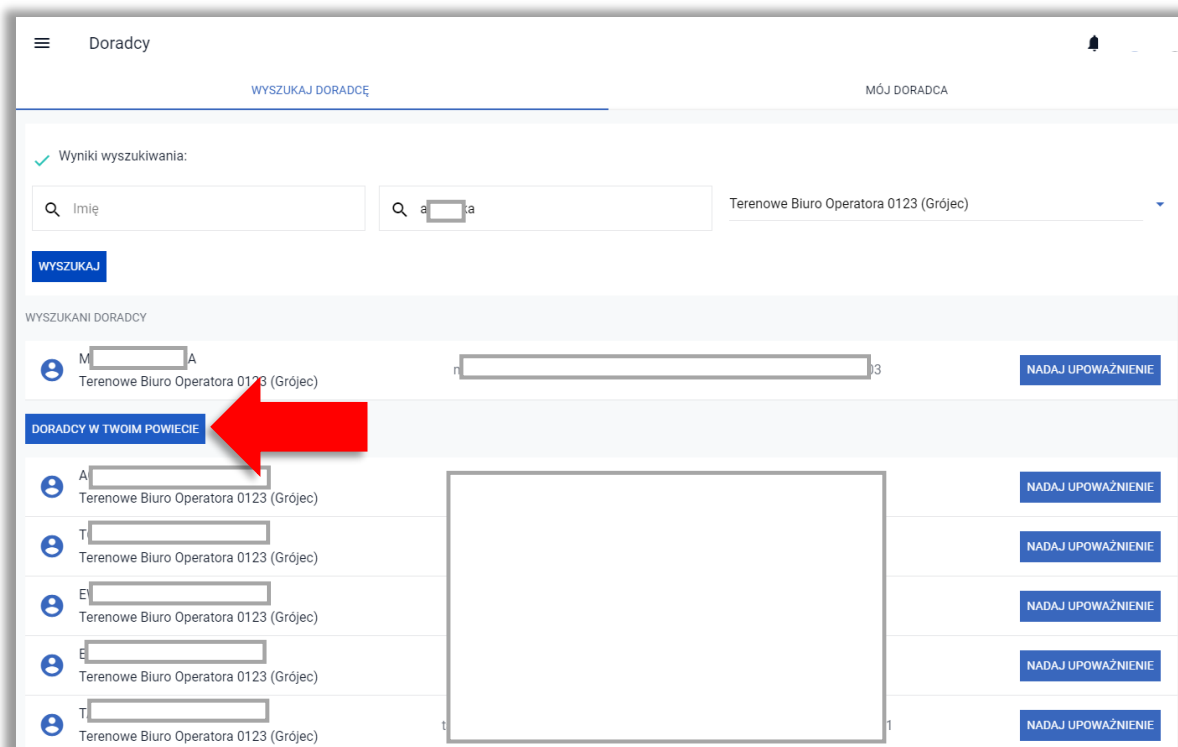 Doradcy
WYSZUKAJ DORADCĘ
MÓJ DORADCA
Wyniki wyszukiwania:
Imię
Terenowe Biuro Operatora 0123 (Grójec)
WYSZUKAJ
WYSZUKANI DORADCY
M A
Terenowe Biuro Operatora 0123 (Grójec)
03
NADAJ UPOWAŻNIENIE
DORADCY W TWOIM POWIECIE
Terenowe Biuro Operatora 0123 (Grójec)
NADAJ UPOWAŻNIENIE
Terenowe Biuro Operatora 0123 (Grójec)
NADAJ UPOWAŻNIENIE
Terenowe Biuro Operatora 0123 (Grójec)
NADAJ UPOWAŻNIENIE
Terenowe Biuro Operatora 0123 (Grójec)
NADAJ UPOWAŻNIENIE
Terenowe Biuro Operatora 0123 (Grójec)
NADAJ UPOWAŻNIENIE